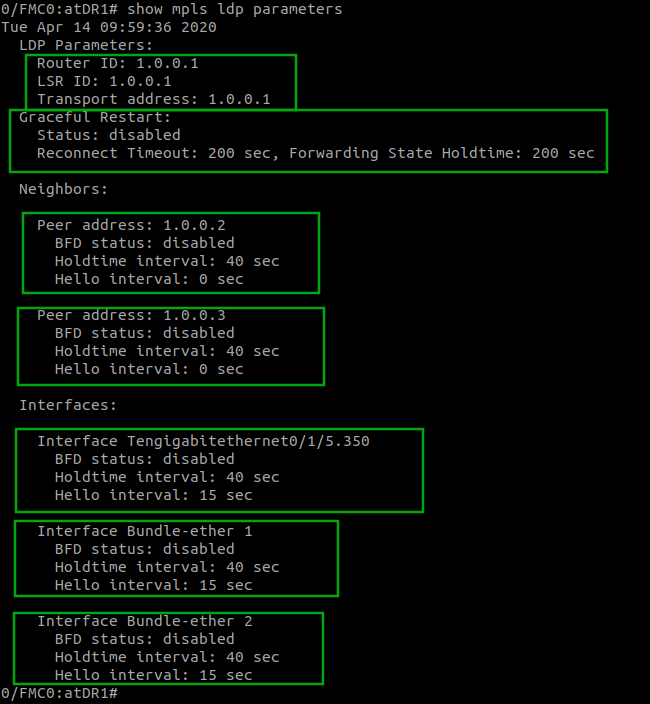 0/FMC0:atDR1# show mpls ldp parameters
Tue Apr 14 09:59:36 2020
LDP Parameters:
Router ID: 1.0.0.1
LSR ID: 1.0.0.1
Transport address: 1.0.0.1
Graceful Restart:
Status: disabled
Reconnect Timeout: 200 sec, Forwarding State Holdtime: 200 sec
Neighbors:
Peer address: 1.0.0.2
BFD status: disabled
Holdtime interval: 40 sec
Hello interval: 0 sec
Peer address: 1.0.0.3
BFD status: disabled
Holdtime interval: 40 sec
Hello interval: 0 sec
Interfaces:
Interface Tengigabitethernet0/1/5.350
BFD status: disabled
Holdtime interval: 40 sec
Hello interval: 15 sec
Interface Bundle-ether 1
BFD status: disabled
Holdtime interval: 40 sec
Hello interval: 15 sec
Interface Bundle-ether 2
BFD status: disabled
Holdtime interval: 40 sec
Hello interval: 15 sec
0/FMC0:atDR1#